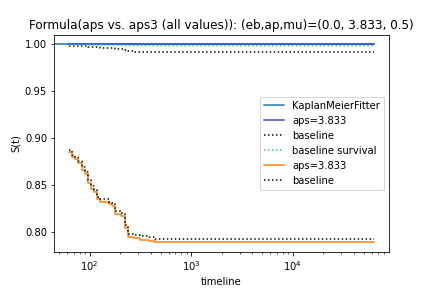 Formula(aps vs. aps3 (all values)): (eb,ap,mu)=(0.0, 3.833, 0.5)
1.00
0.95
0.90
0.85
0.80
S(t)
KaplanMeierFitter
aps=3.833
baseline
baseline survival
aps=3.833
baseline
10²
10³
10⁴
timeline